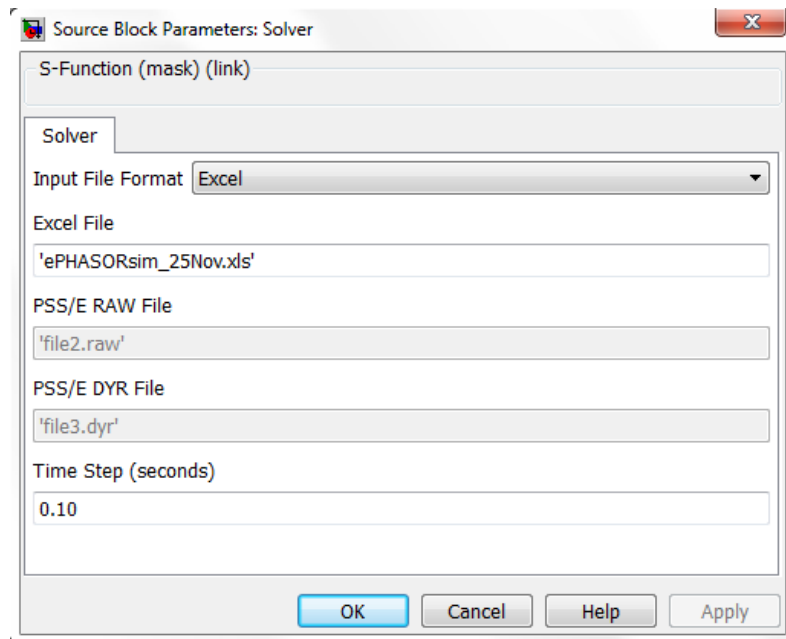 Source Block Parameters: Solver
S-Function (mask) (link)
Solver
Input File Format Excel
Excel File
'ePHASORsim_25Nov.xls'
PSS/E RAW File
'file2.raw'
PSS/E DYR File
'file3.dyr'
Time Step (seconds)
0.10
OK Cancel Help Apply